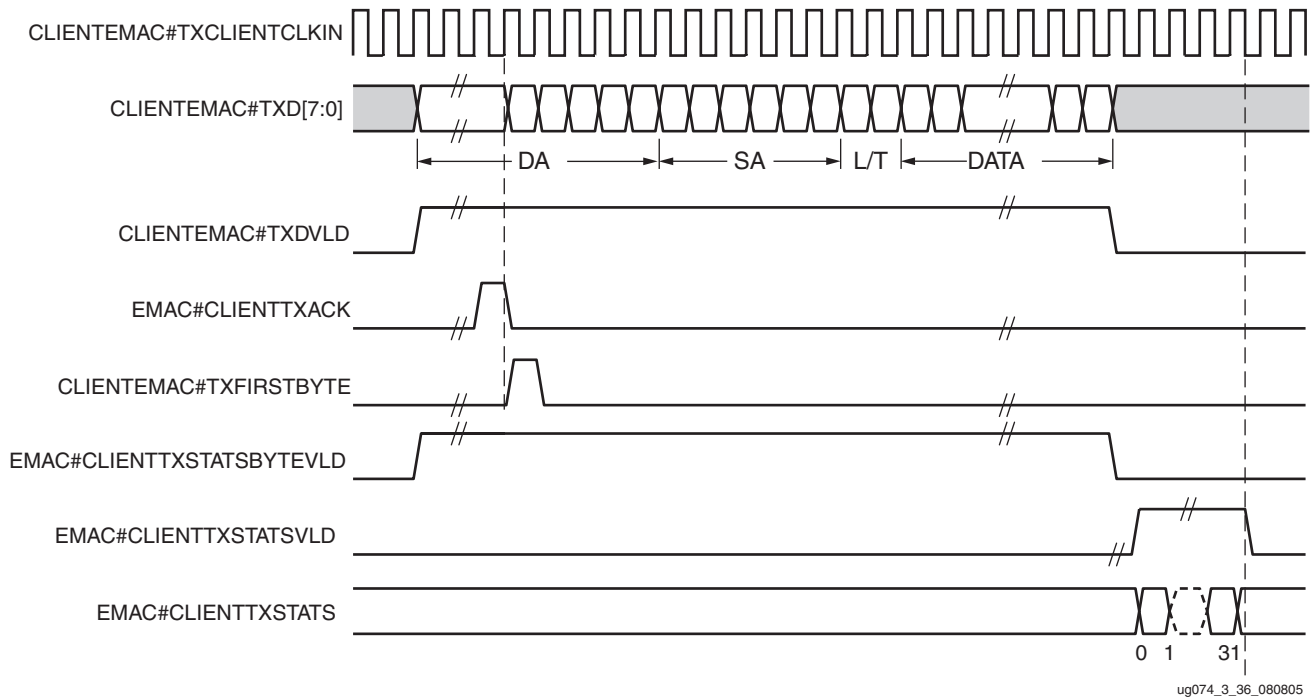 CLIENTEMAC#TXCLIENTCLKIN
CLIENTEMAC#TXD[7:0]
DA SA L/T DATA
CLIENTEMAC#TXDVLD
EMAC#CLIENTTXACK
CLIENTEMAC#TXFIRSTBYTE
EMAC#CLIENTTXSTATSBYTEVLD
EMAC#CLIENTTXSTATSVLD
EMAC#CLIENTTXSTATS
0 1 31
ug074_3_36_080805